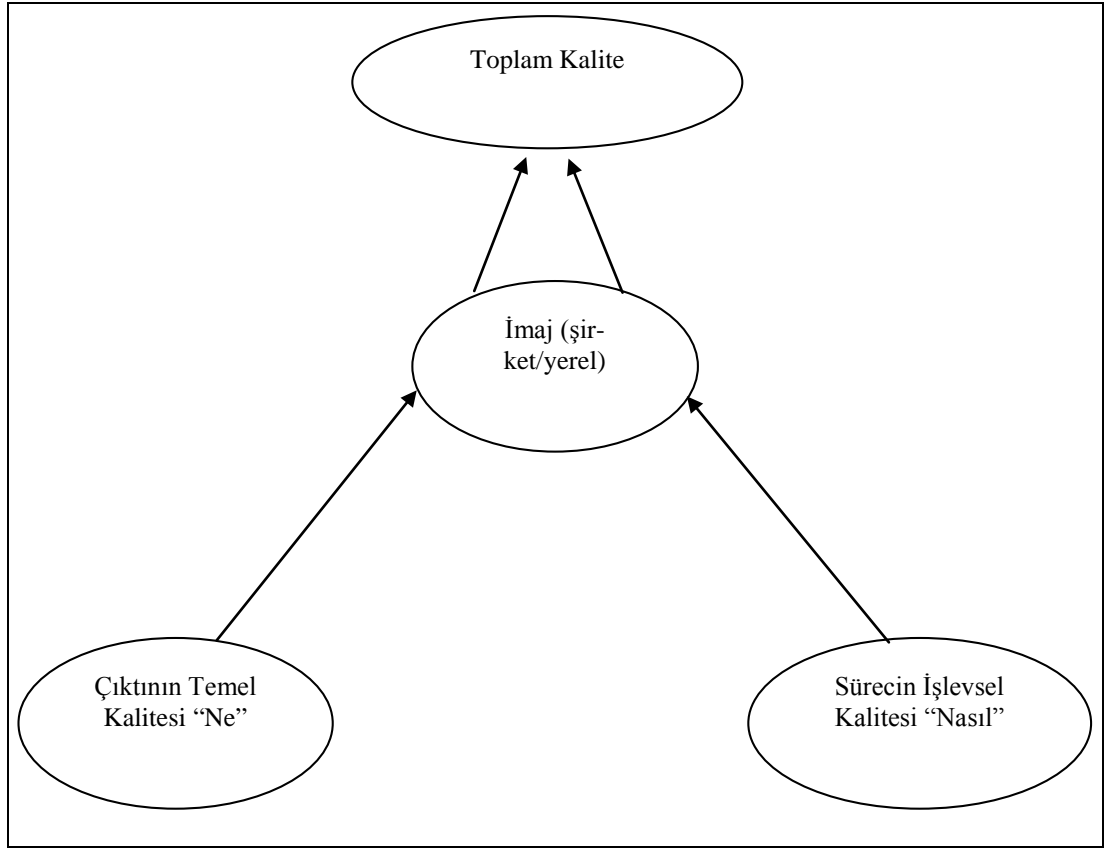 Toplam Kalite
İmaj (şir-
ket/yerel)
Çıktının Temel
Kalitesi “Ne”
Sürecin İşlevsel
Kalitesi “Nasıl”